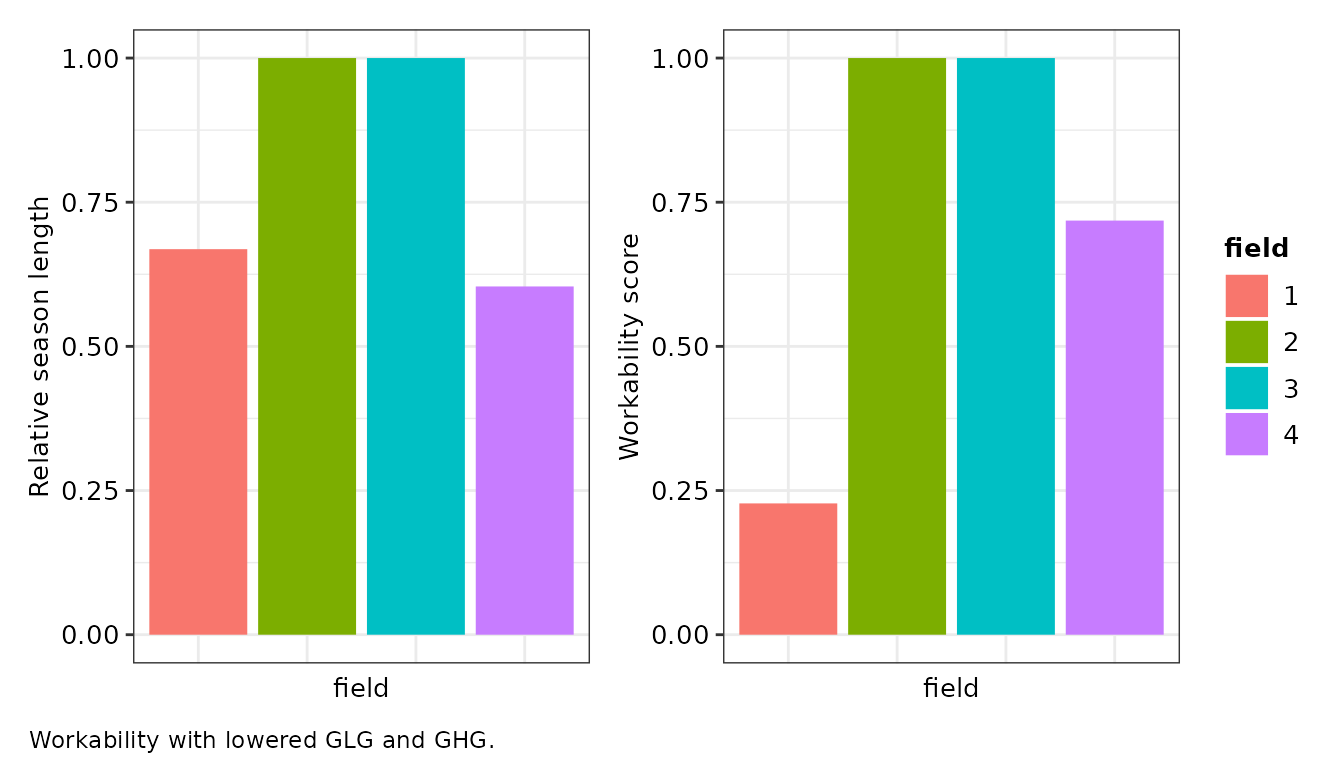 Relative season length
1.00
0.75
0.50
0.25
0.00
field
Workability score
1.00
0.75
0.50
0.25
0.00
field
field
1
2
3
4
Workability with lowered GLG and GHG.